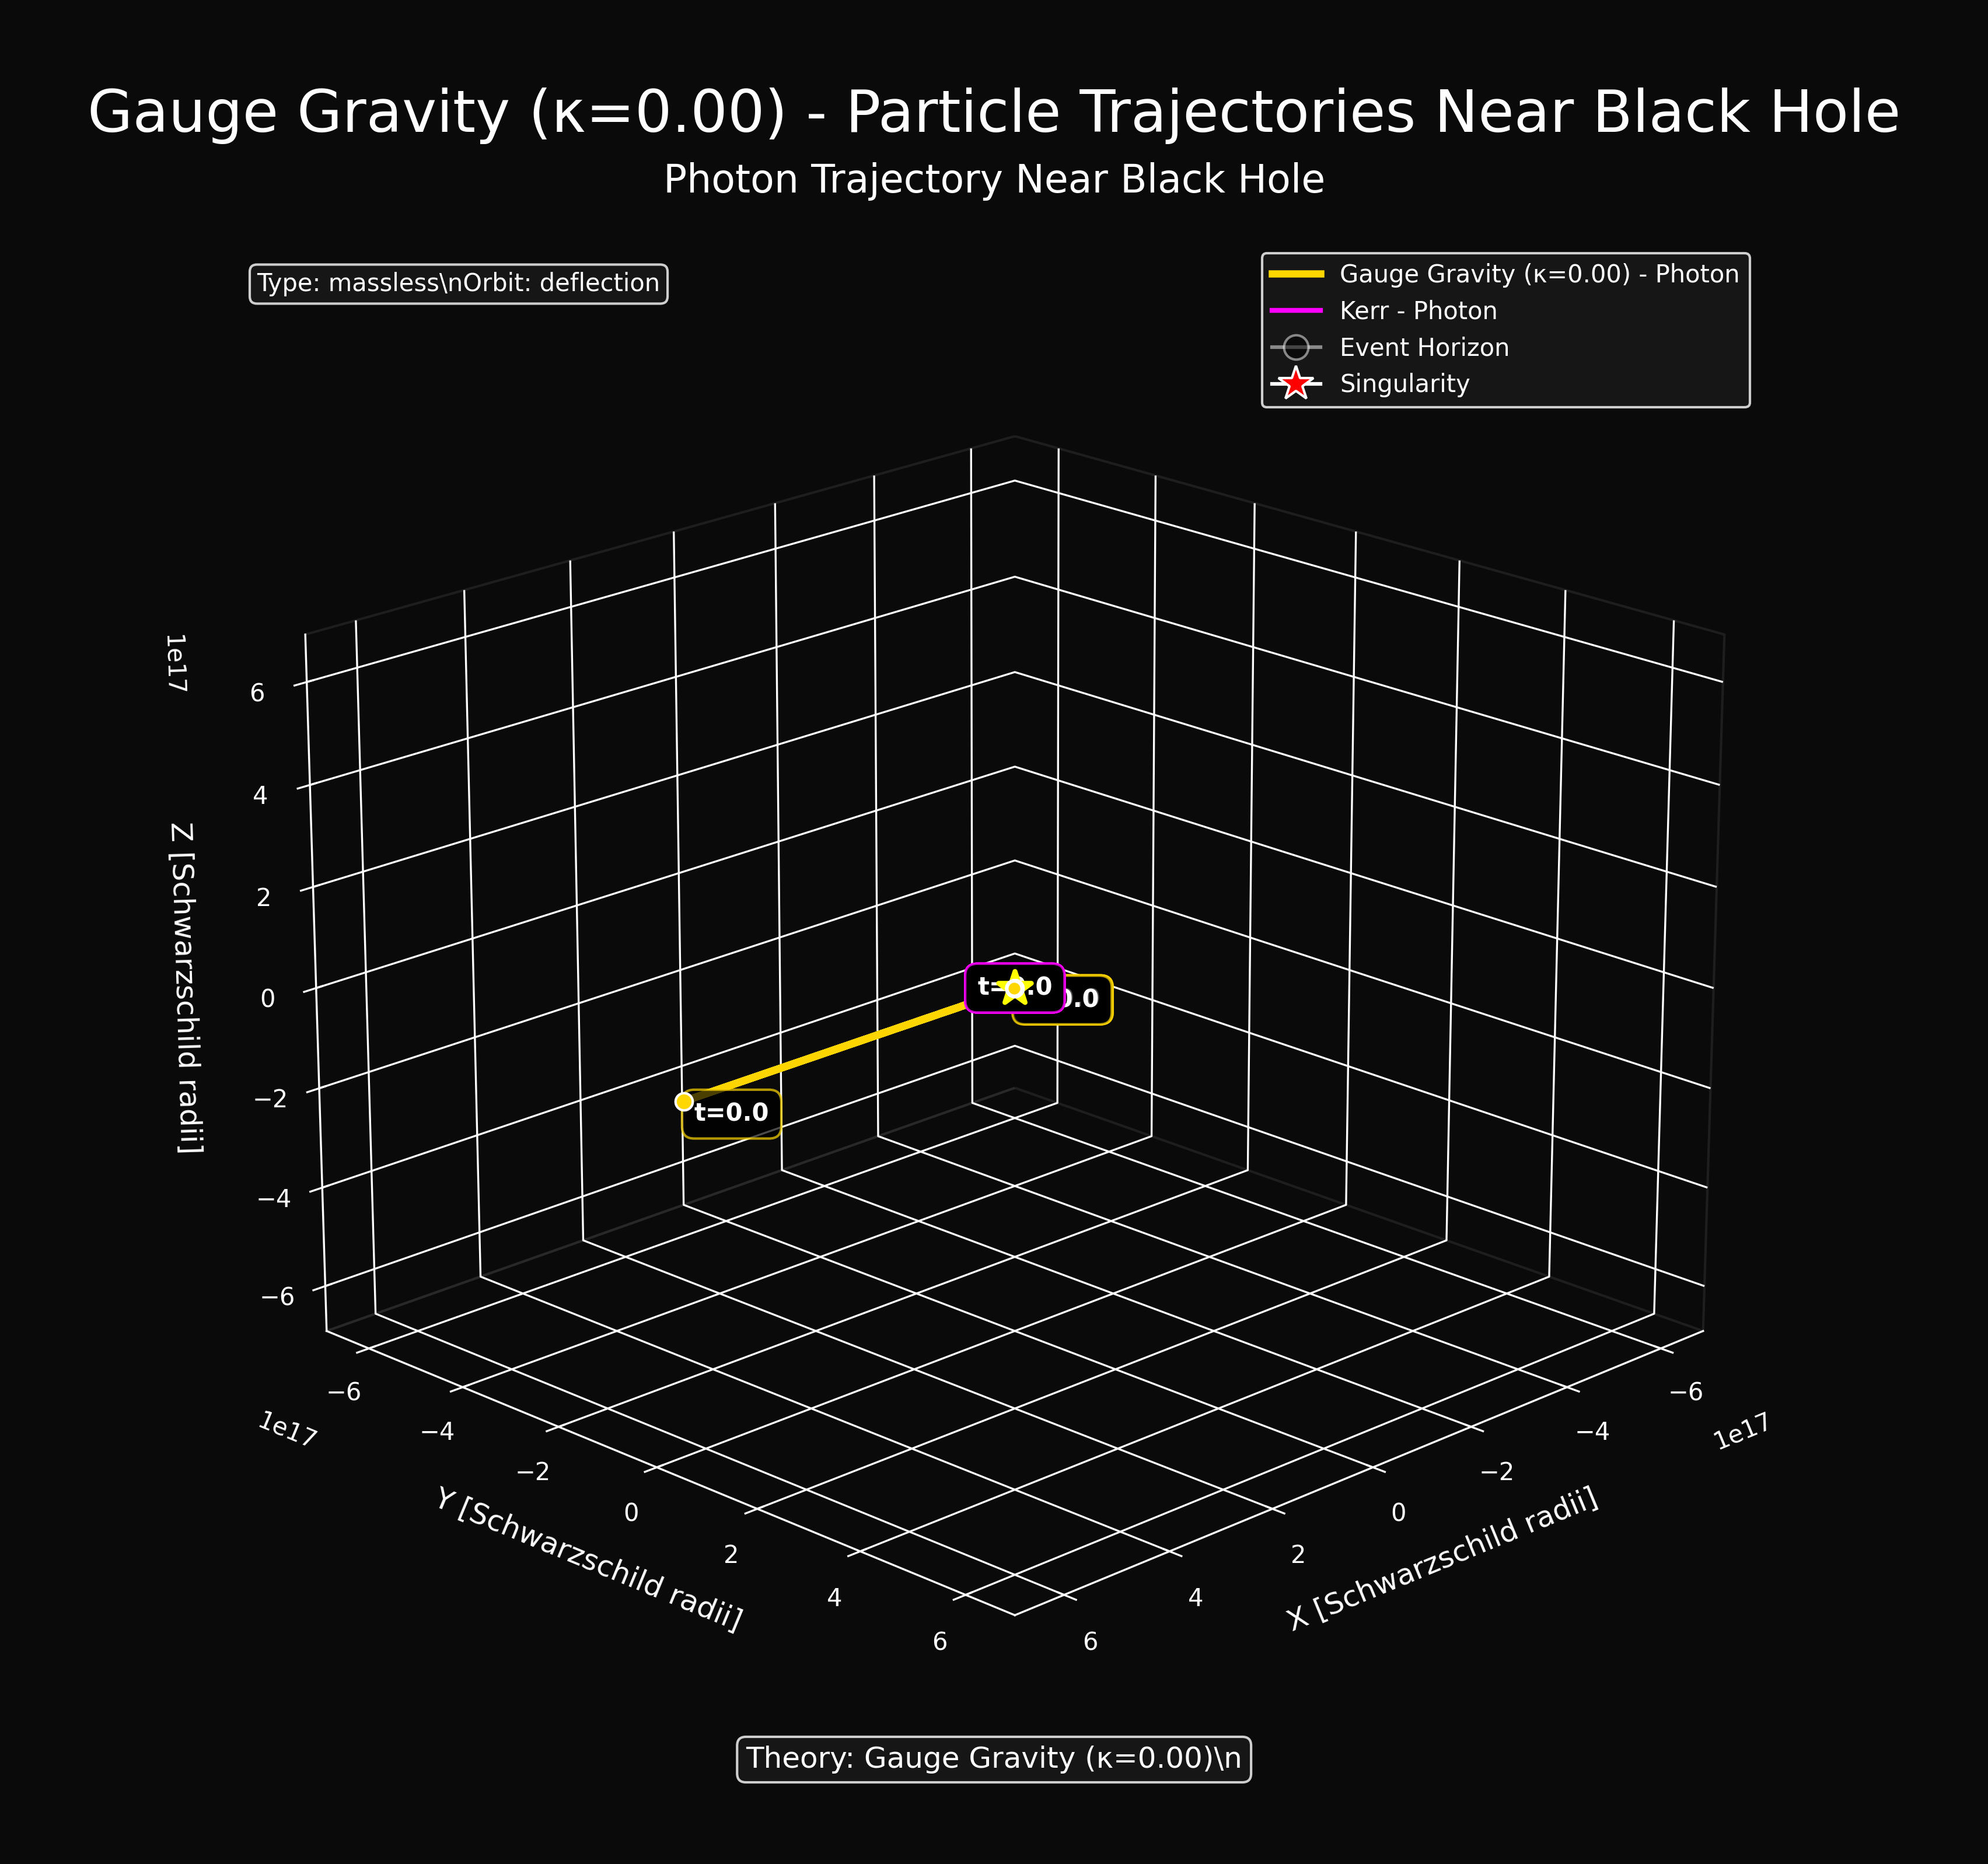 Gauge Gravity (κ=0.00) - Particle Trajectories Near Black Hole
Photon Trajectory Near Black Hole
Type: massless\nOrbit: deflection
Gauge Gravity (κ=0.00) - Photon
Kerr - Photon
Event Horizon
Singularity
1e17
6
4
2
0
−2
−4
−6
Z [Schwarzschild radii]
t=0.0
−6
−4
−2
0
2
4
6
1e17
Y [Schwarzschild radii]
−6
−4
−2
0
2
4
6
1e17
X [Schwarzschild radii]
Theory: Gauge Gravity (κ=0.00)\n